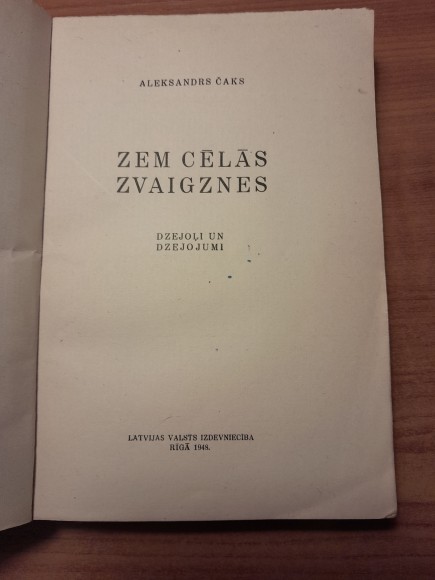 ALEKSANDRS ČAKS
ZEM CĒLĀS
ZVAIGZNES
DZEJOĻI UN
DZEJOJUMI
LATVIJAS VALSTS IZDEVNIECĪBA
RĪGĀ 1948.